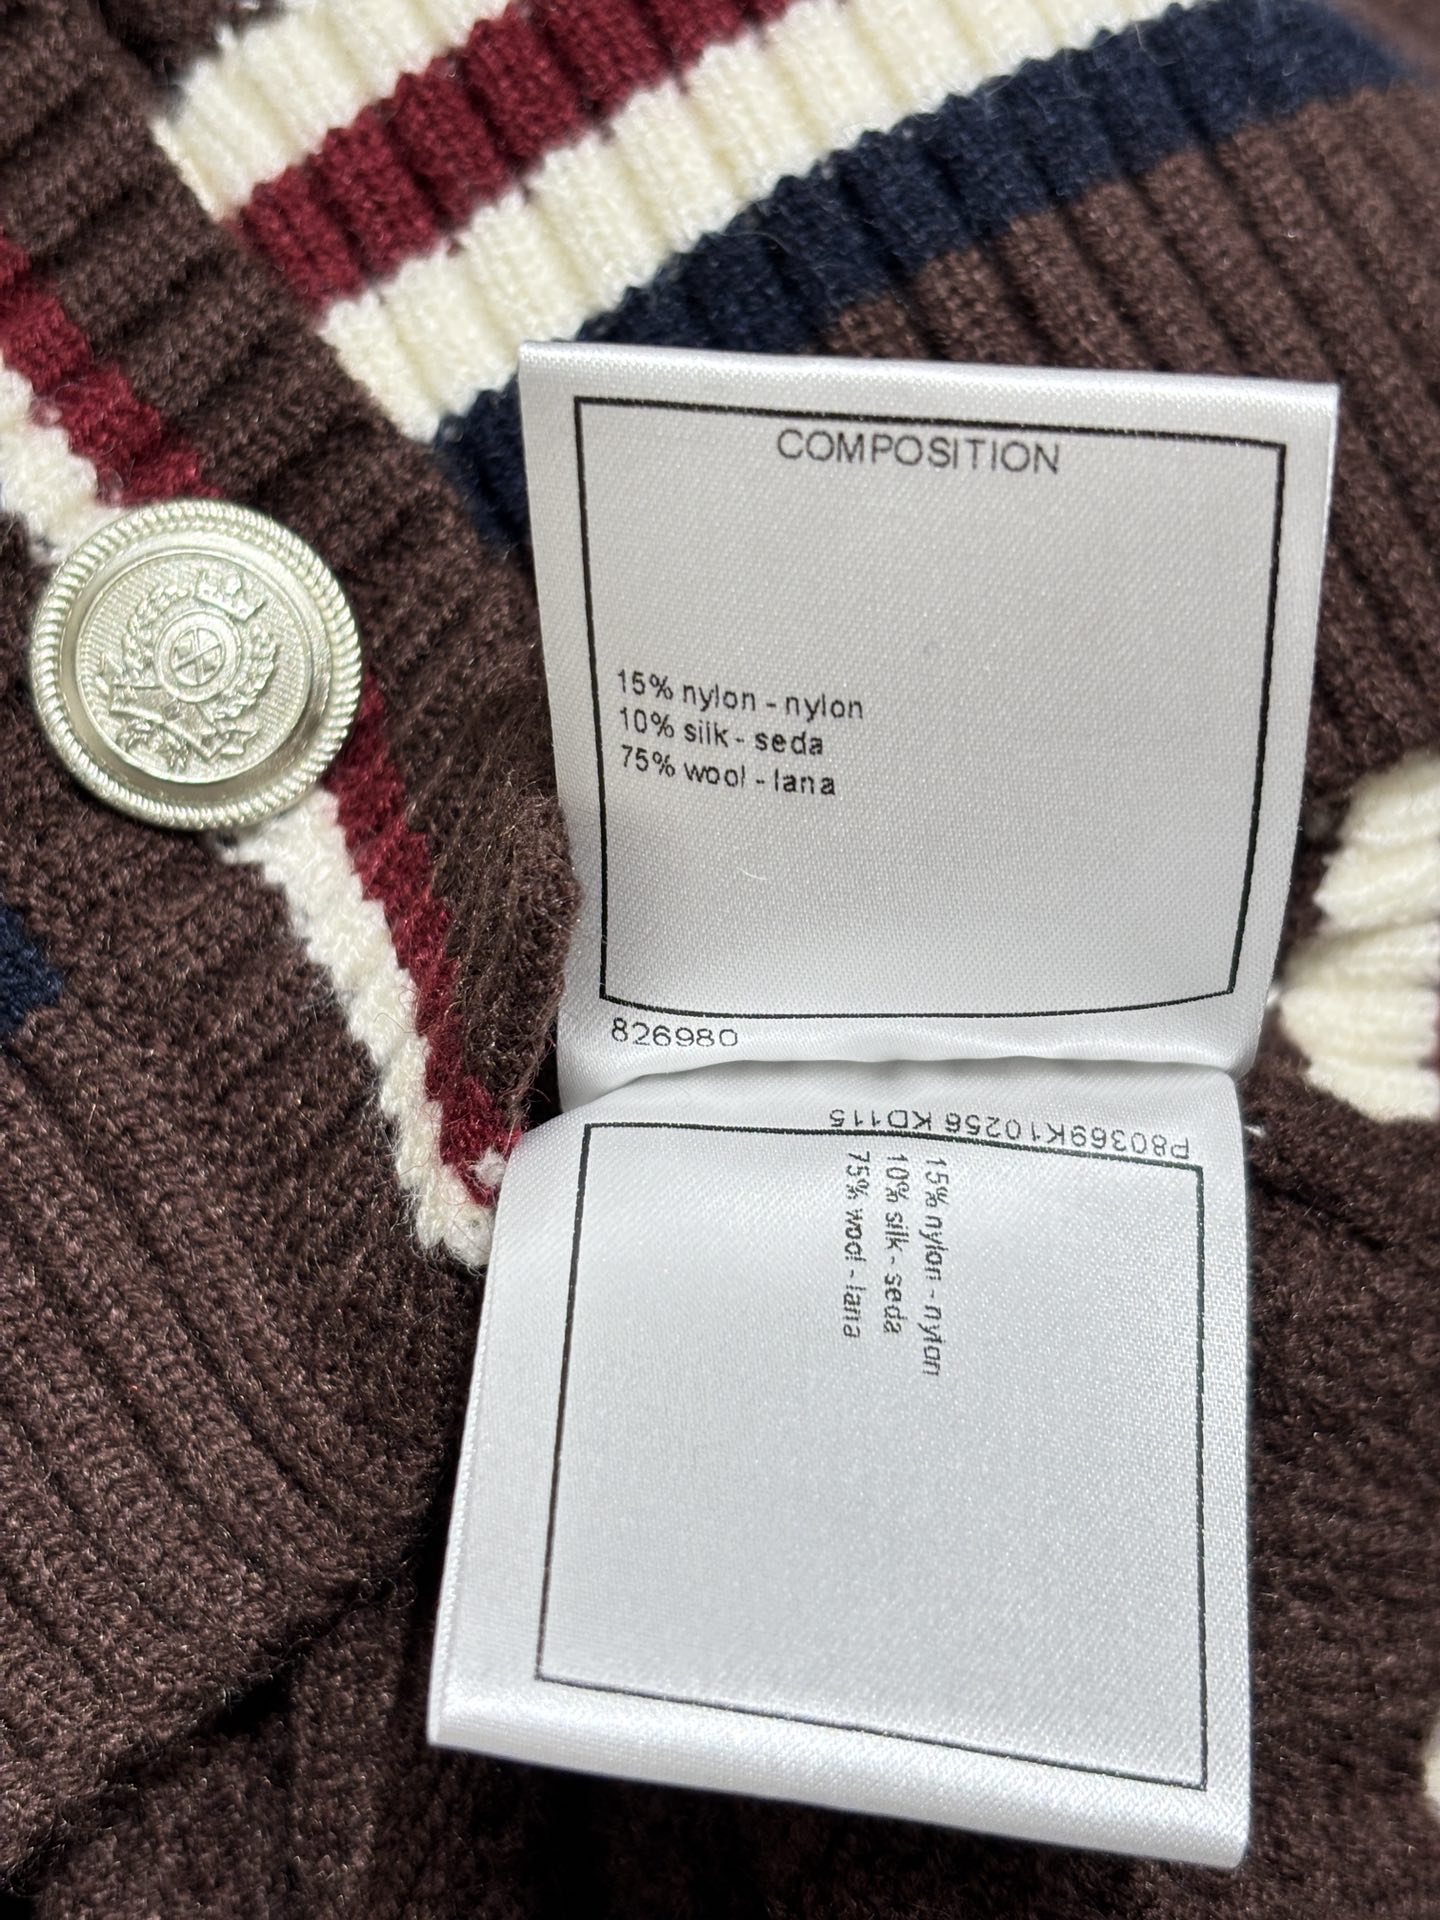 COMPOSITION
15% nylon - nylon
10% silk - seda
75% wool - lana
826980
P80369K10256 KD115
15% nylon - nylon
10% silk - seda
75% wool - lana